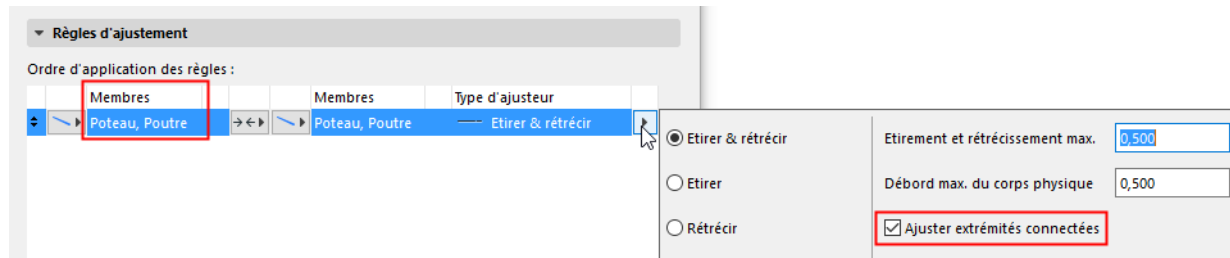 Règles d'ajustement
Ordre d'application des règles :
Membres Membres Type d'ajusteur
Poteau, Poutre Poteau, Poutre Etirer & rétrécir
Etirer & rétrécir Etirement et rétrécissement max. 0,500
Etirer Débord max. du corps physique 0,500
Rétrécir Ajuster extrémités connectées